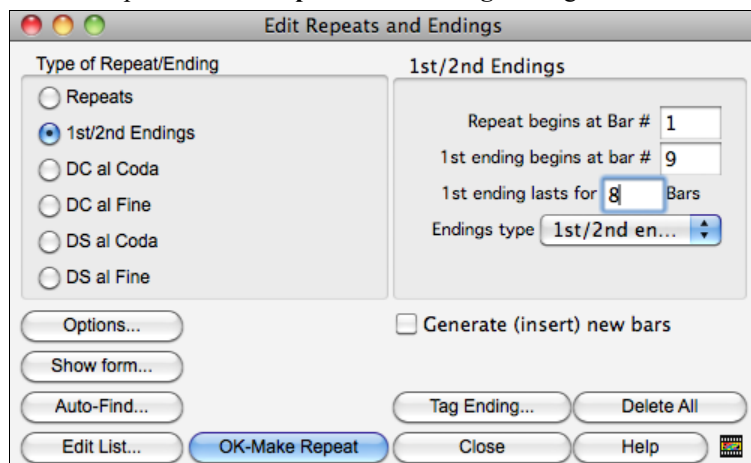 Edit Repeats and Endings
Type of Repeat/Ending
Repeats
1st/2nd Endings
DC al Coda
DC al Fine
DS al Coda
DS al Fine
1st/2nd Endings
Repeat begins at Bar # 1
1st ending begins at bar # 9
1st ending lasts for 8 Bars
Endings type 1st/2nd en...
Options...
Generate (insert) new bars
Show form...
Auto-Find...
Tag Ending...
Delete All
Edit List...
OK-Make Repeat
Close
Help